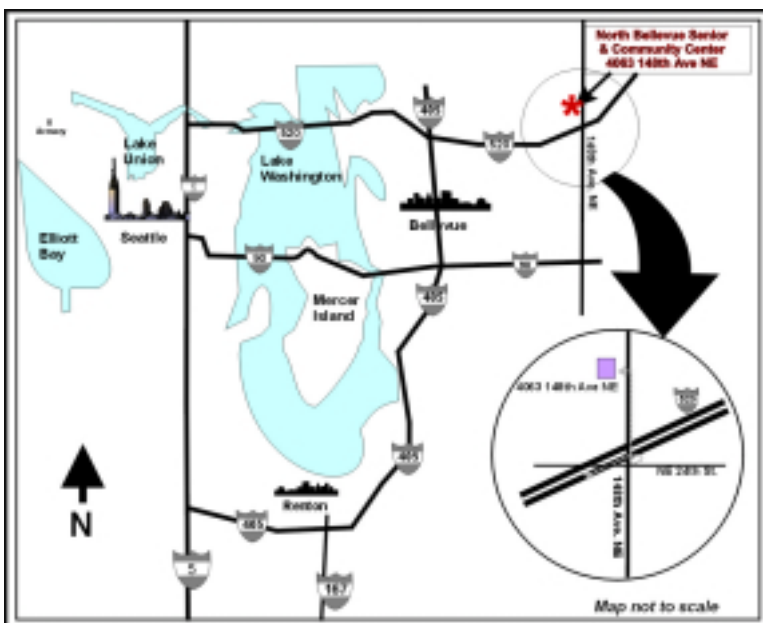 North Bellevue Senior
& Community Center
4063 148th Ave NE
405
Armory
Lake
Union
520
520
Lake
Washington
148th Ave, NE
5
Elliott
Bay
Seattle
Bellevue
90
90
Mercer
Island
405
4063 148th Ave NE
520
NE 24th St.
148th Ave, NE
405
N
Renton
405
5
167
Map not to scale